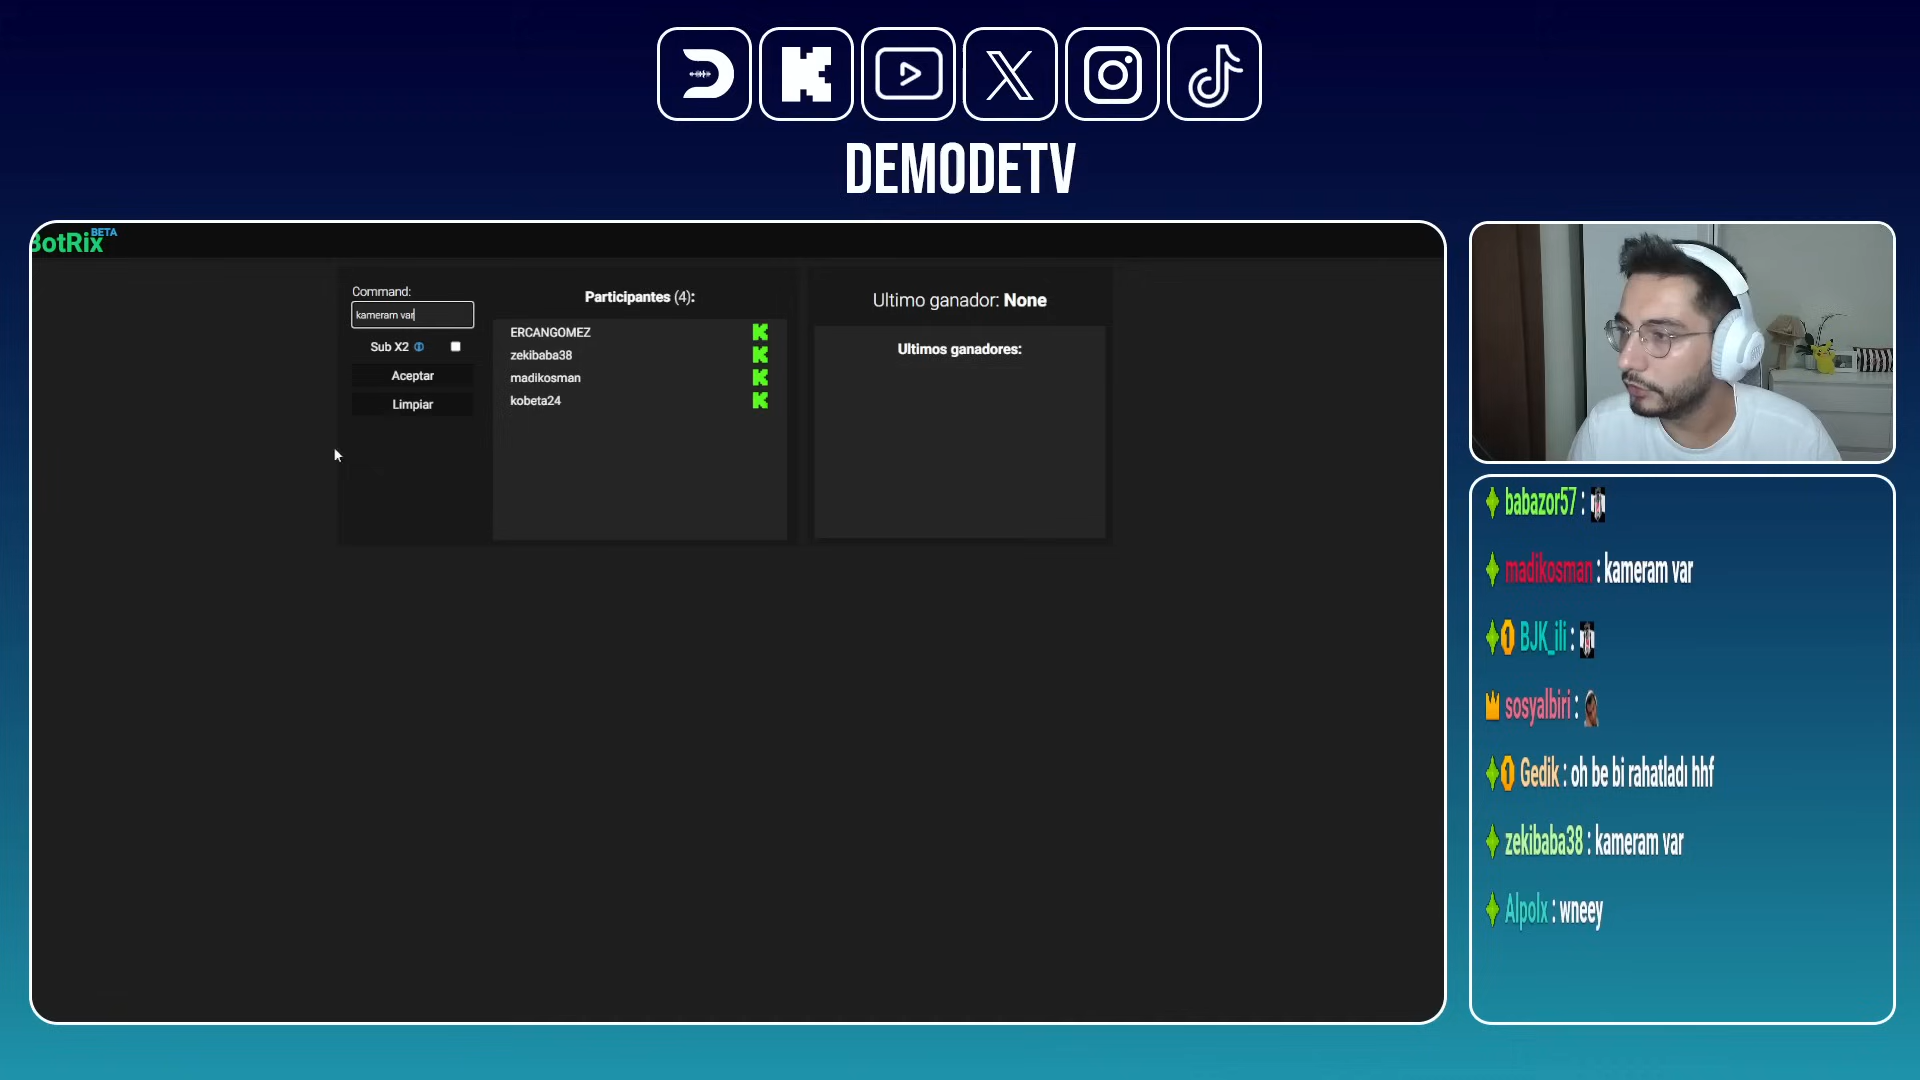 DEMODETV
BotRix BETA
Command:
kameram var
Sub X2
Aceptar
Limpiar
Participantes (4):
ERCANGOMEZ
zekibaba38
madikosman
kobeta24
Ultimo ganador: None
Ultimos ganadores:
babazor57 :
madikosman : kameram var
1 BJK_ili :
sosyalbiri :
1 Gedik : oh be bi rahatladı hhf
zekibaba38 : kameram var
Alpolx : wneey